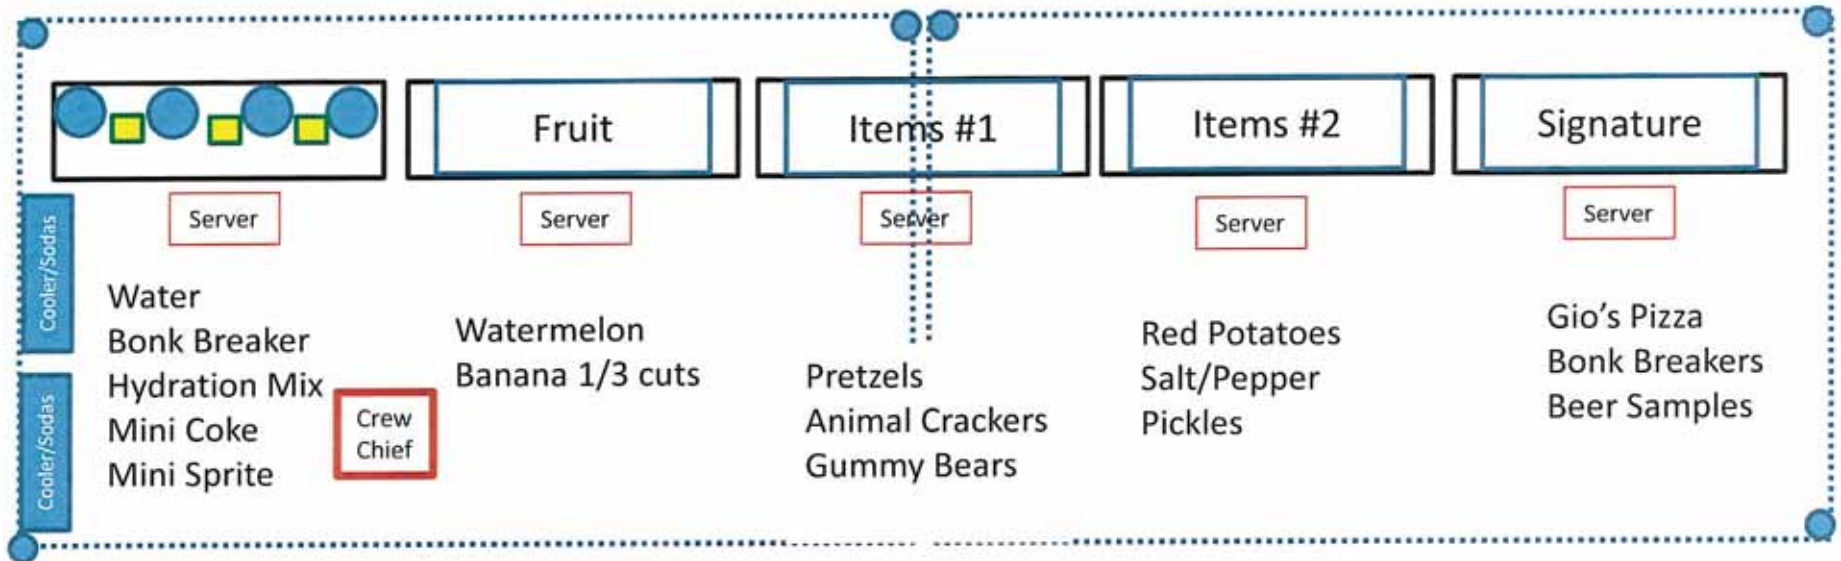 Fruit
Items #1
Items #2
Signature
Server
Server
Server
Server
Server
Cooler/Sodas
Cooler/Sodas
Water
Bonk Breaker
Hydration Mix
Mini Coke
Mini Sprite
Crew
Chief
Watermelon
Banana 1/3 cuts
Pretzels
Animal Crackers
Gummy Bears
Red Potatoes
Salt/Pepper
Pickles
Gio's Pizza
Bonk Breakers
Beer Samples